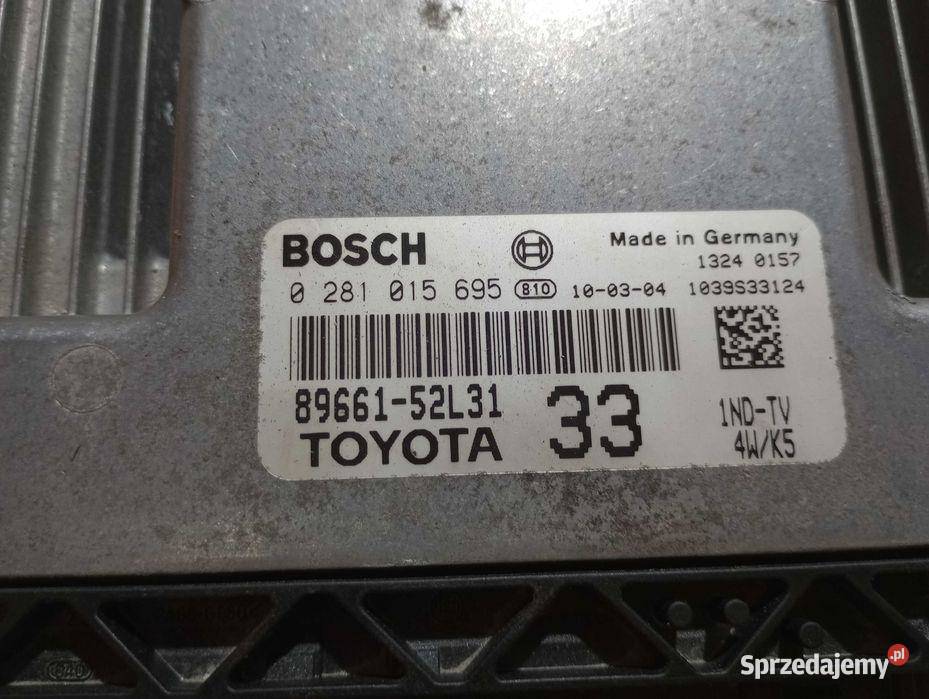 BOSCH Made in Germany
1324 0157
0 281 015 695 810 10-03-04 1039S33124
89661-52L31 33 1ND-TV
TOYOTA 4W/K5
Sprzedajemy.pl